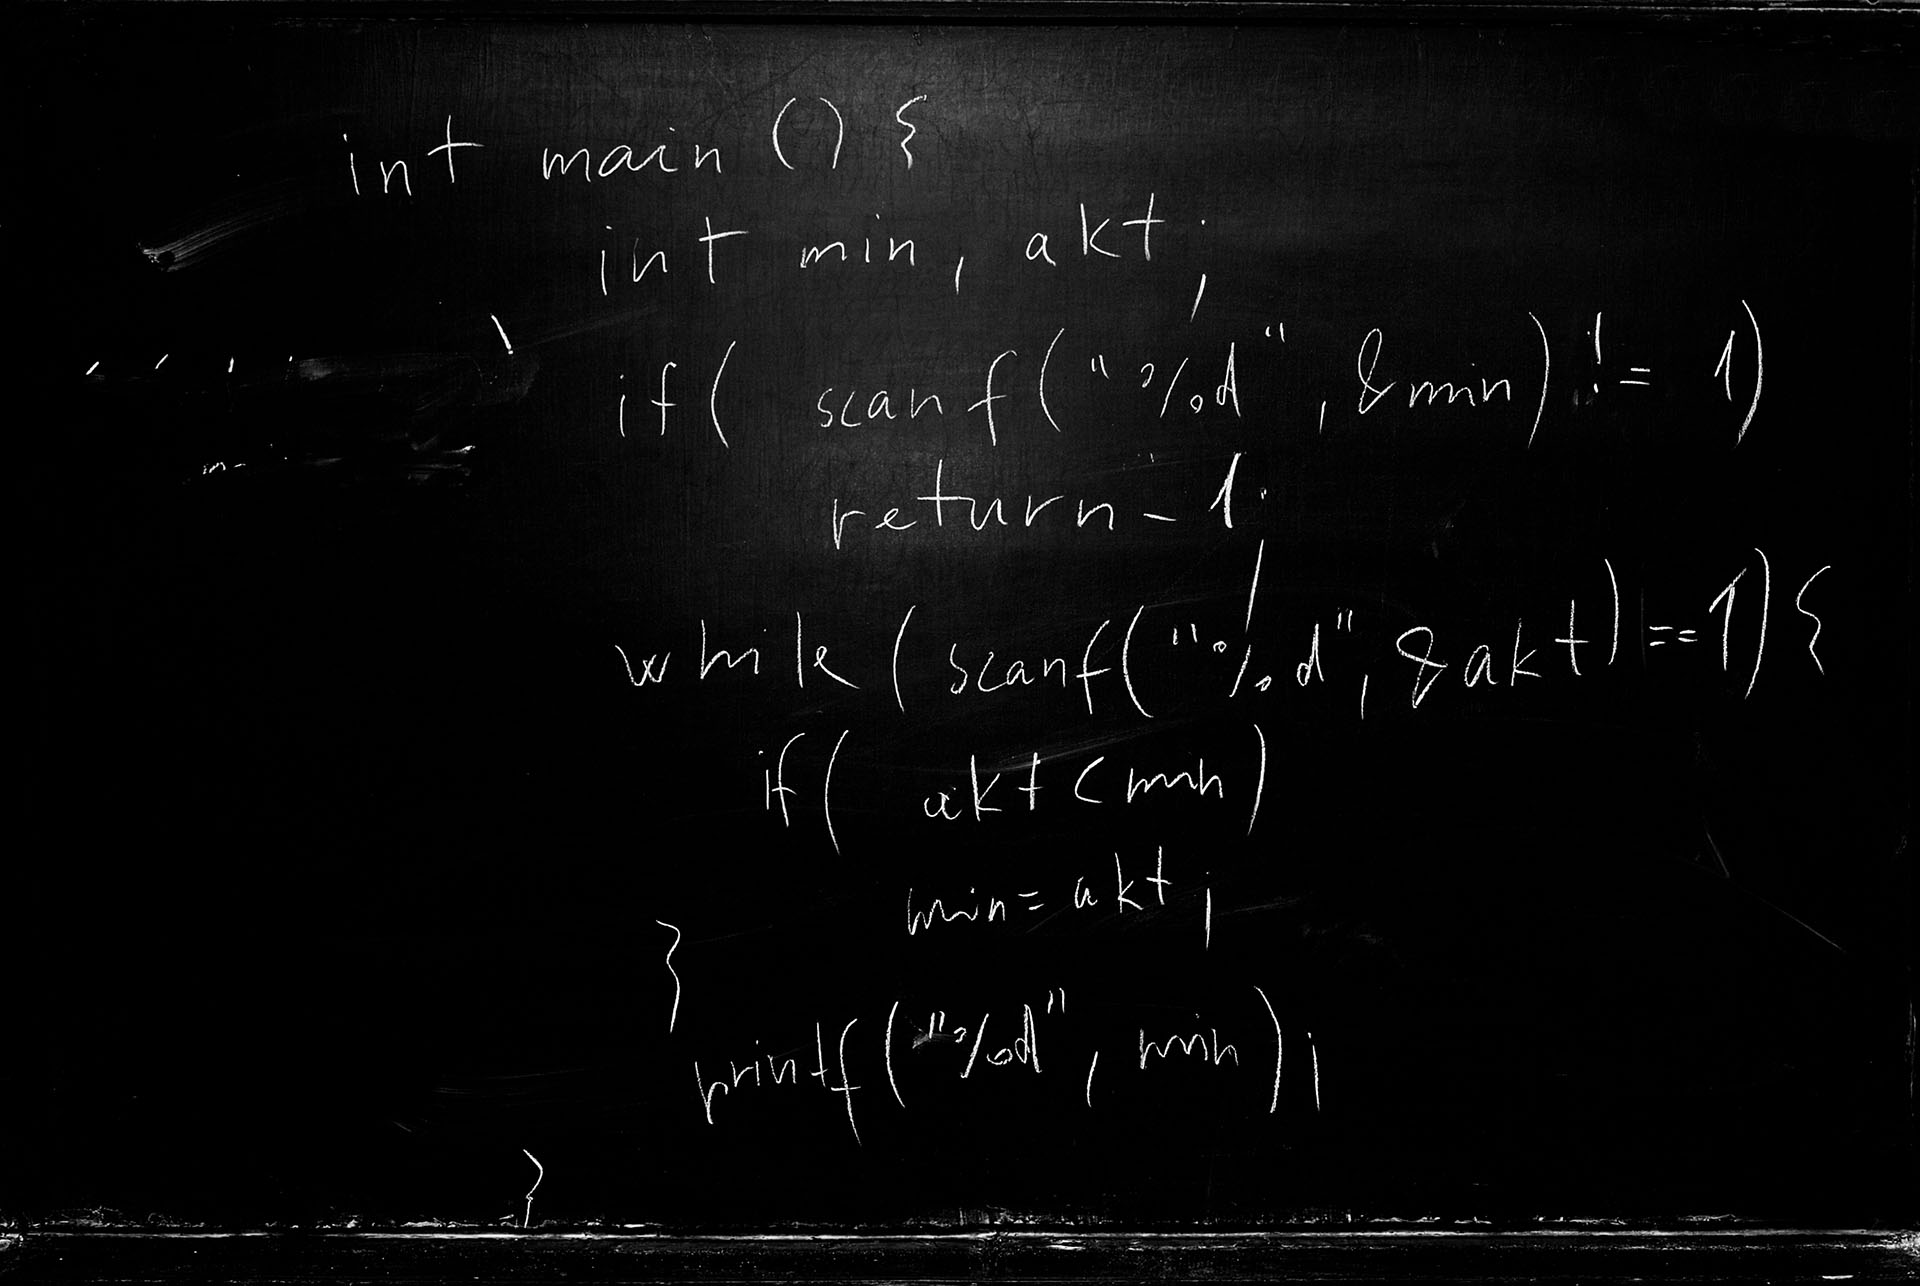 int main () {
int min, akt;
if( scanf("%d", &min) != 1)
return -1;
while (scanf("%d", &akt)==1) {
if( akt < min)
min = akt;
}
printf("%d", min);
}